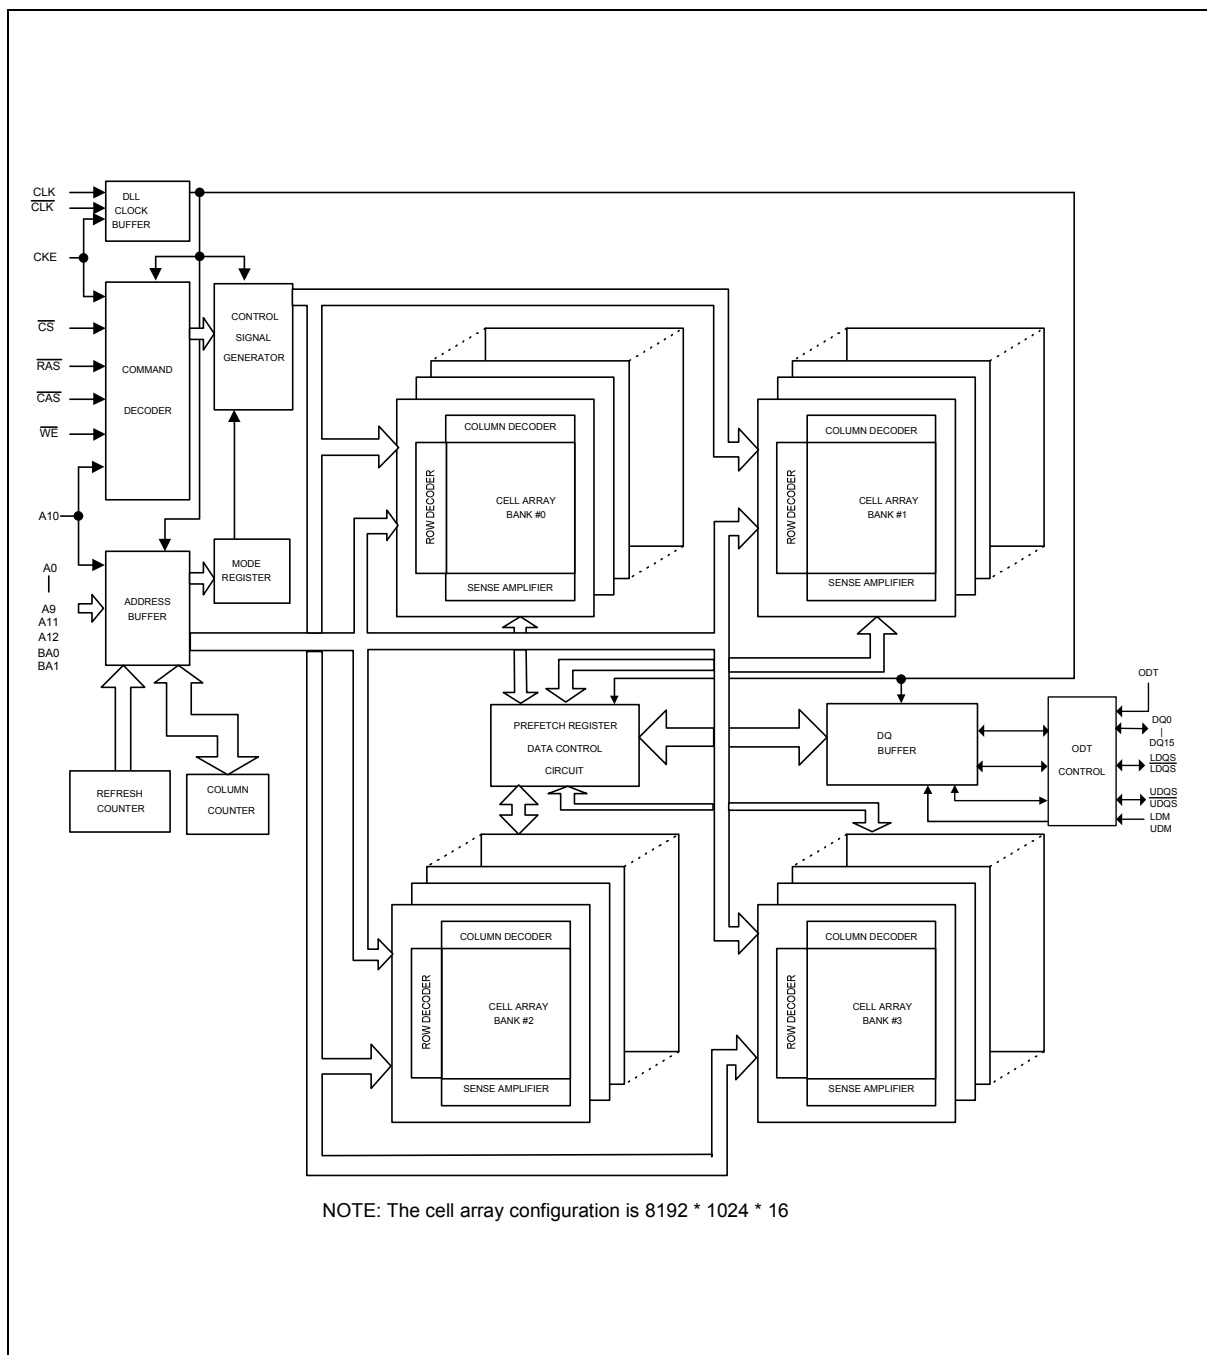 CLK
CLK
CKE
CS
RAS
CAS
WE
A10
A0
A9
A11
A12
BA0
BA1
DLL
CLOCK
BUFFER
COMMAND
DECODER
CONTROL
SIGNAL
GENERATOR
ADDRESS
BUFFER
MODE
REGISTER
REFRESH
COUNTER
COLUMN
COUNTER
COLUMN DECODER
ROW DECODER
CELL ARRAY
BANK #0
SENSE AMPLIFIER
COLUMN DECODER
ROW DECODER
CELL ARRAY
BANK #1
SENSE AMPLIFIER
PREFETCH REGISTER
DATA CONTROL
CIRCUIT
DQ
BUFFER
ODT
CONTROL
ODT
DQ0
DQ15
LDQS
LDQS
UDQS
UDQS
LDM
UDM
COLUMN DECODER
ROW DECODER
CELL ARRAY
BANK #2
SENSE AMPLIFIER
COLUMN DECODER
ROW DECODER
CELL ARRAY
BANK #3
SENSE AMPLIFIER
NOTE: The cell array configuration is 8192 * 1024 * 16